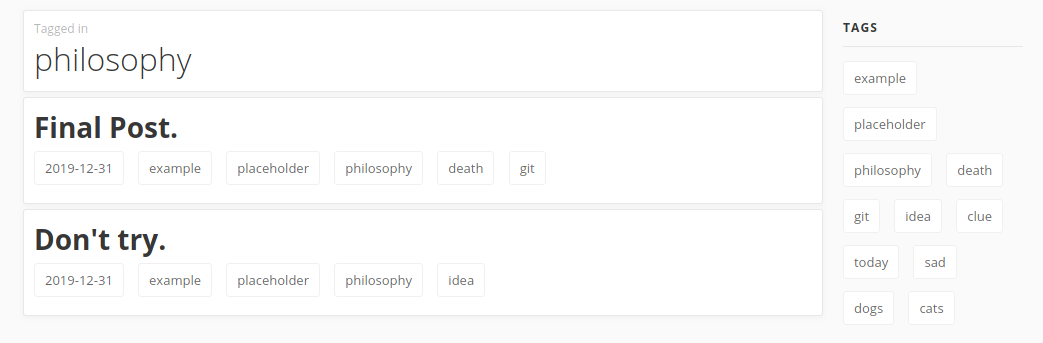 Tagged in
philosophy
Final Post.
2019-12-31 example placeholder philosophy death git
Don't try.
2019-12-31 example placeholder philosophy idea
TAGS
example
placeholder
philosophy death
git idea clue
today sad
dogs cats